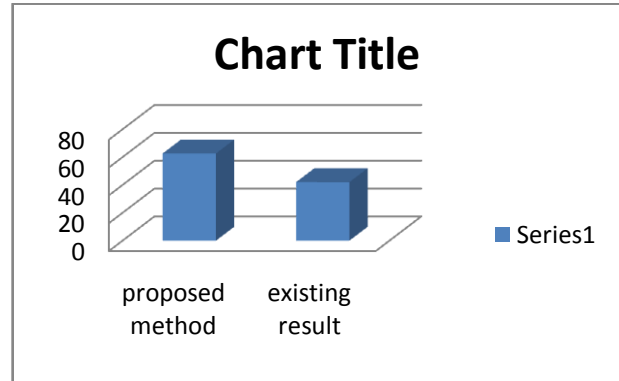 Chart Title
80
60
40
20
0
proposed
method
existing
result
Series1